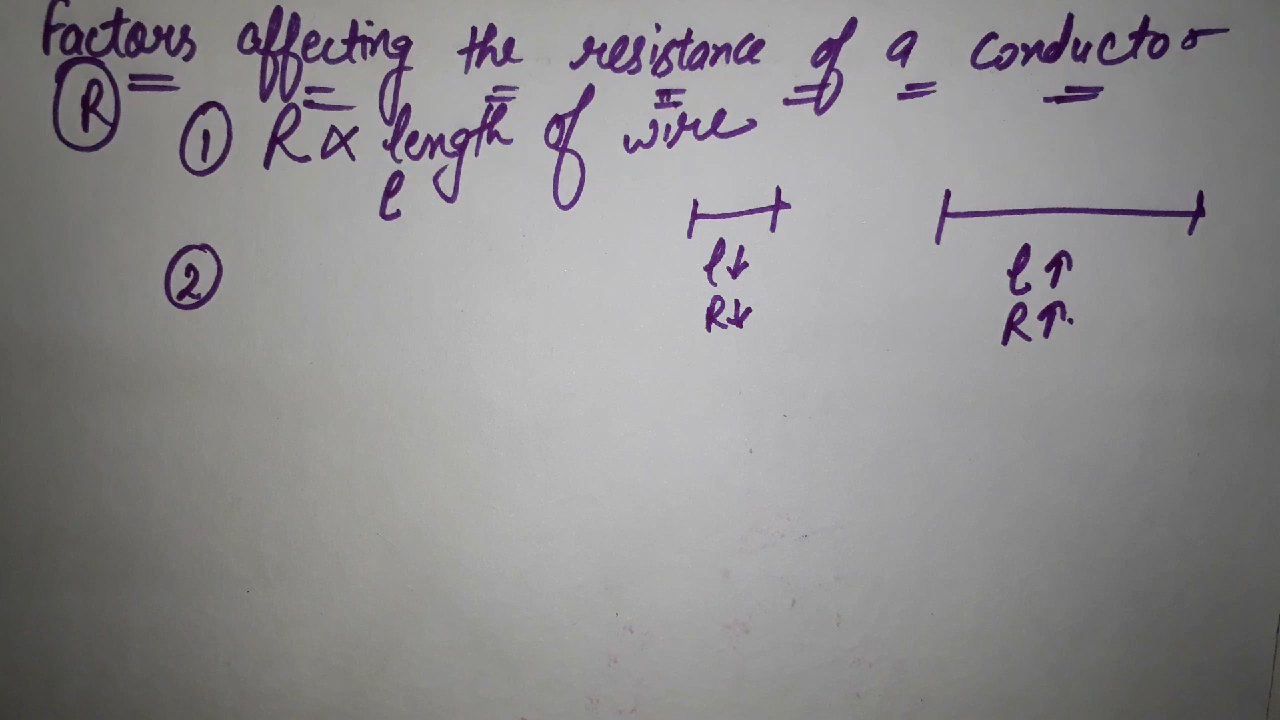 Factors affecting the resistance of a conductor
R
1 R ∝ length of wire
l
2
l↓ l↑
R↓ R↑